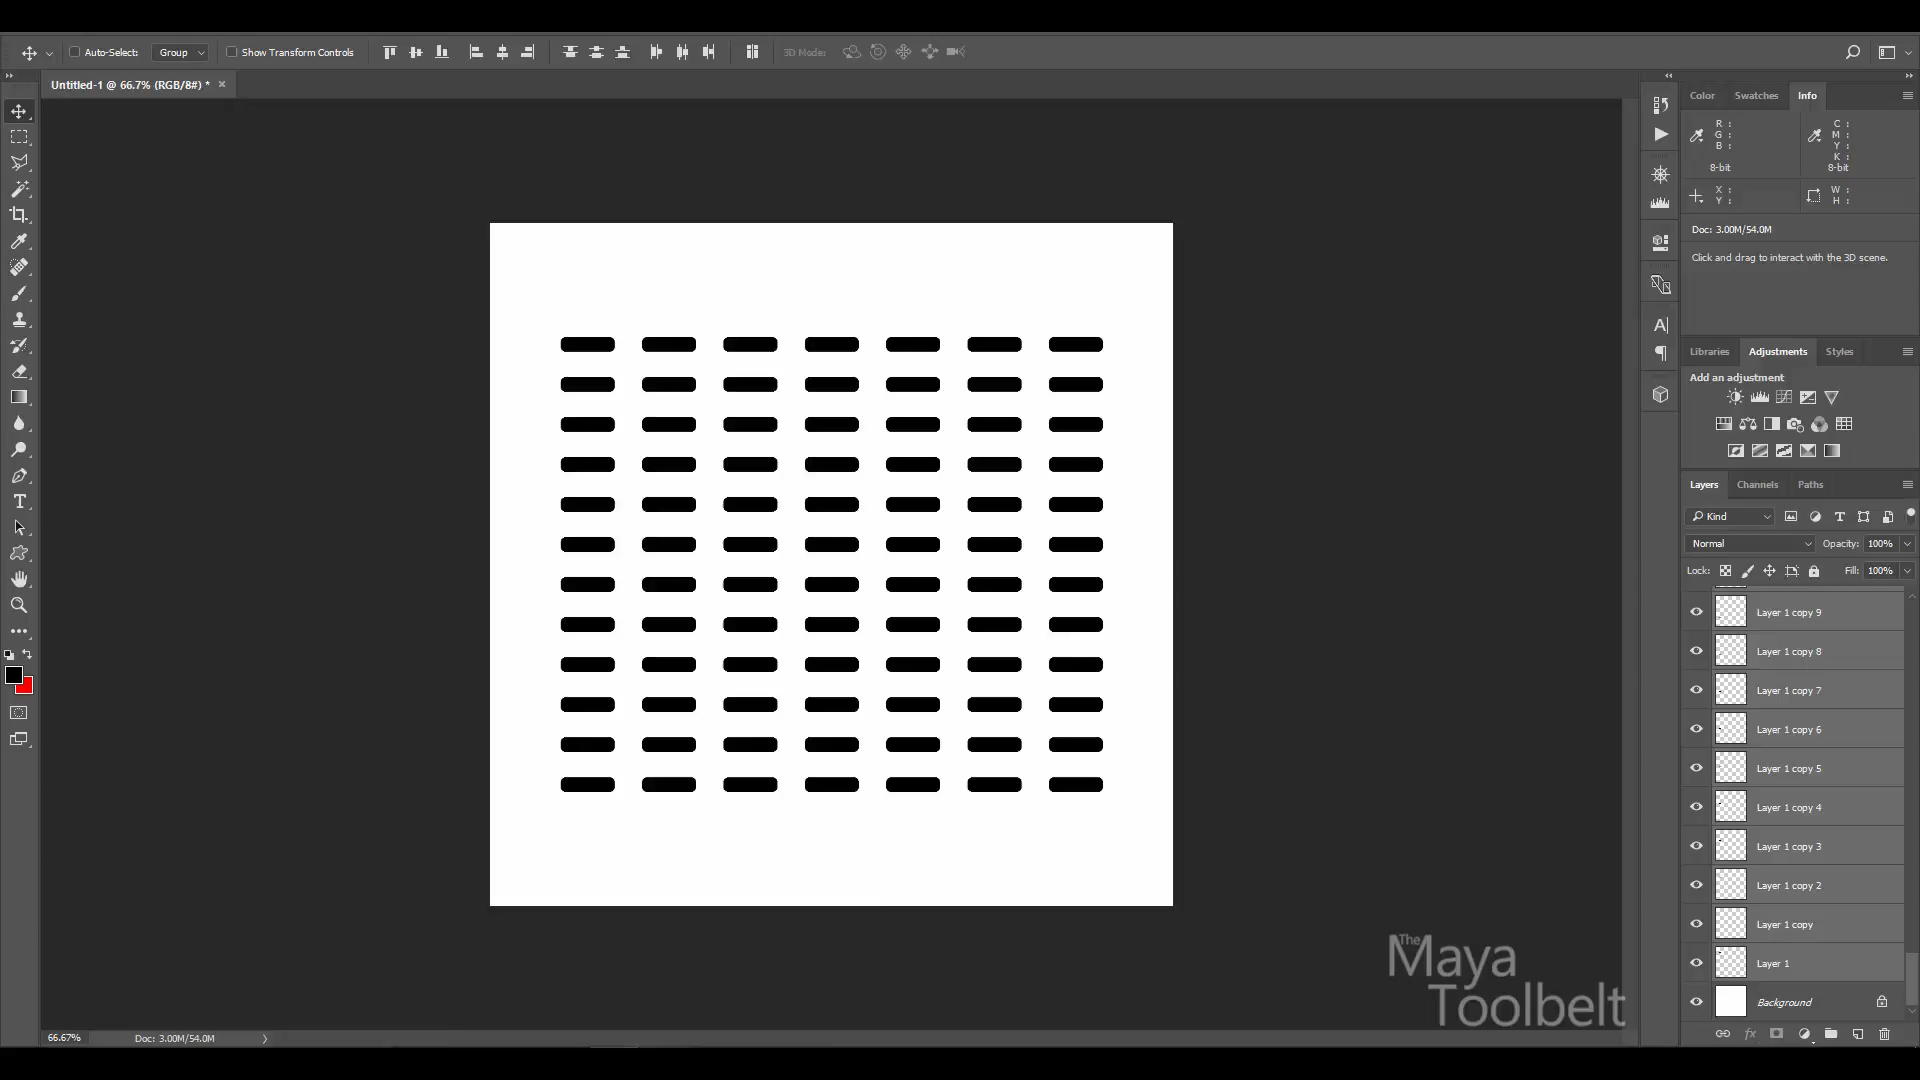 Auto-Select:
Group
Show Transform Controls
3D Mode:
Untitled-1 @ 66.7% (RGB/8#) *
Color
Swatches
Info
R :
G :
B :
8-bit
C :
M :
Y :
K :
8-bit
X :
Y :
W :
H :
Doc: 3.00M/54.0M
Click and drag to interact with the 3D scene.
Libraries
Adjustments
Styles
Add an adjustment
Layers
Channels
Paths
Kind
Normal
Opacity: 100%
Lock:
Fill: 100%
Layer 1 copy 9
Layer 1 copy 8
Layer 1 copy 7
Layer 1 copy 6
Layer 1 copy 5
Layer 1 copy 4
Layer 1 copy 3
Layer 1 copy 2
Layer 1 copy
Layer 1
Background
The
Maya
Toolbelt
66.67%
Doc: 3.00M/54.0M